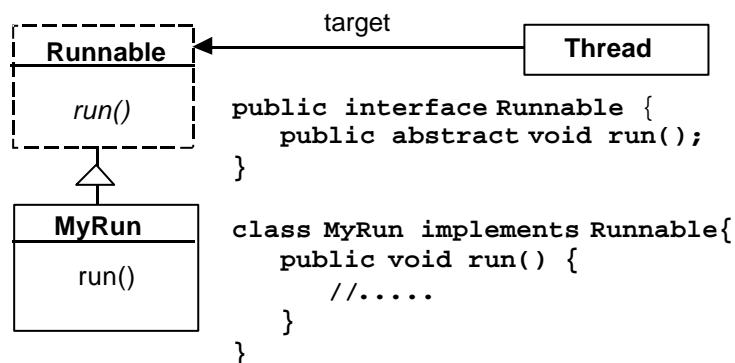 target
Runnable
Thread
run()
public interface Runnable {
public abstract void run();
}
MyRun
run()
class MyRun implements Runnable{
public void run() {
//.....
}
}